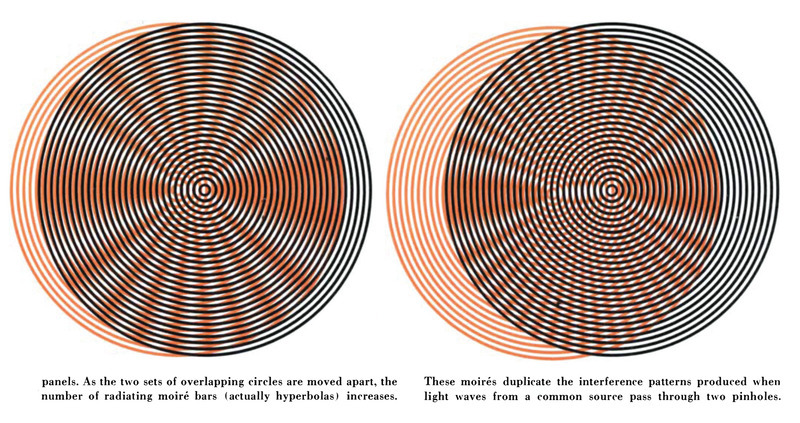 panels. As the two sets of overlapping circles are moved apart, the
number of radiating moiré bars (actually hyperbolas) increases.
These moirés duplicate the interference patterns produced when
light waves from a common source pass through two pinholes.